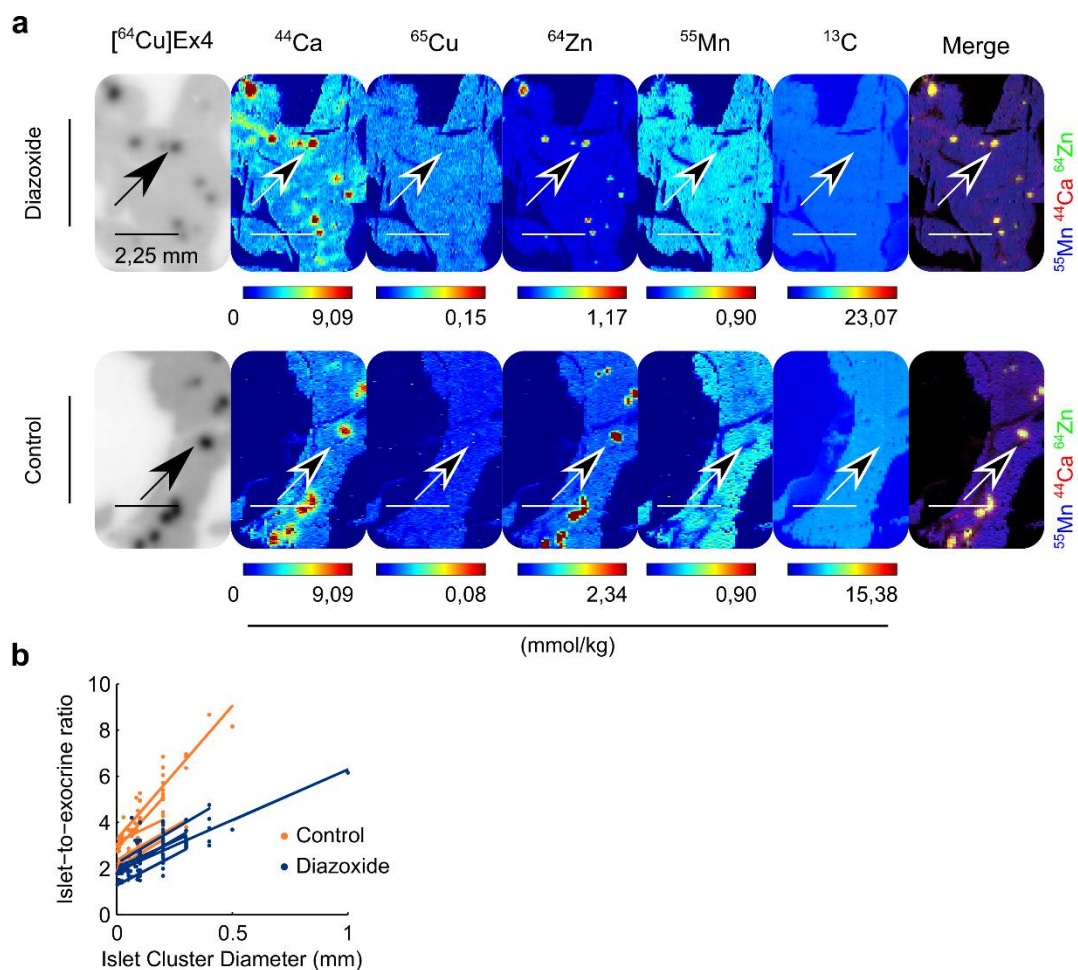 a
[⁶⁴Cu]Ex4 ⁴⁴Ca ⁶⁵Cu ⁶⁴Zn ⁵⁵Mn ¹³C Merge
Diazoxide
2,25 mm
⁵⁵Mn ⁴⁴Ca ⁶⁴Zn
0 9,09 0,15 1,17 0,90 23,07
Control
⁵⁵Mn ⁴⁴Ca ⁶⁴Zn
0 9,09 0,08 2,34 0,90 15,38
(mmol/kg)
b
Islet-to-exocrine ratio
10
8
6
4
2
0
Control
Diazoxide
0 0.5 1
Islet Cluster Diameter (mm)